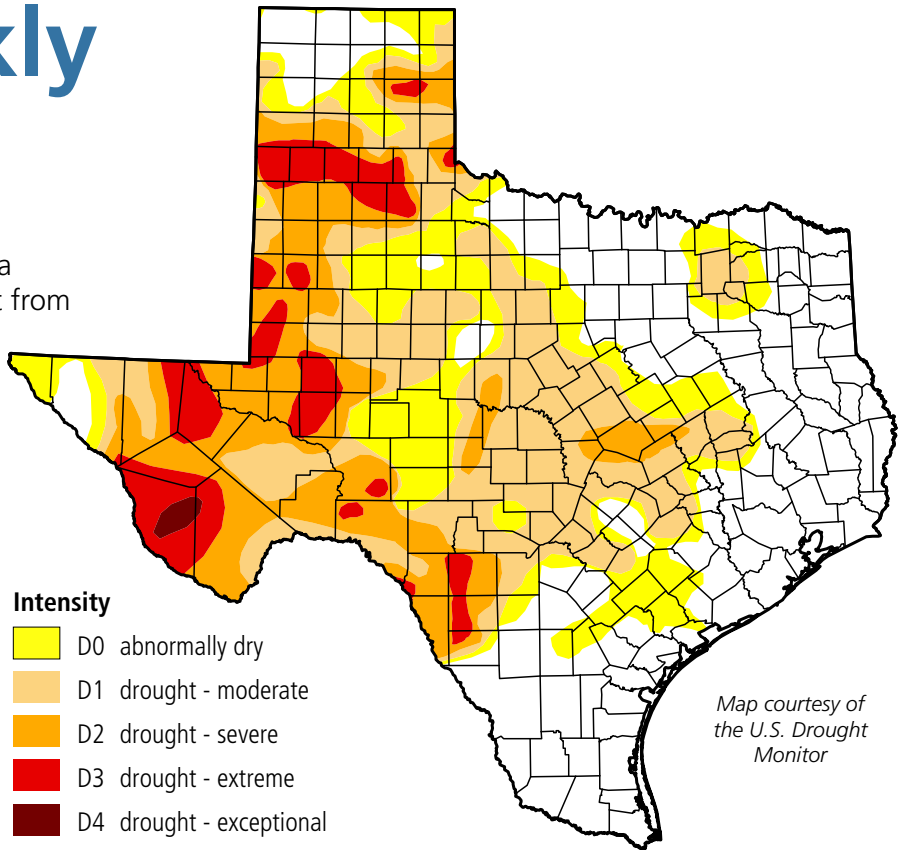 kly
a
t from
Intensity
D0 abnormally dry
D1 drought - moderate
D2 drought - severe
D3 drought - extreme
D4 drought - exceptional
Map courtesy of
the U.S. Drought
Monitor